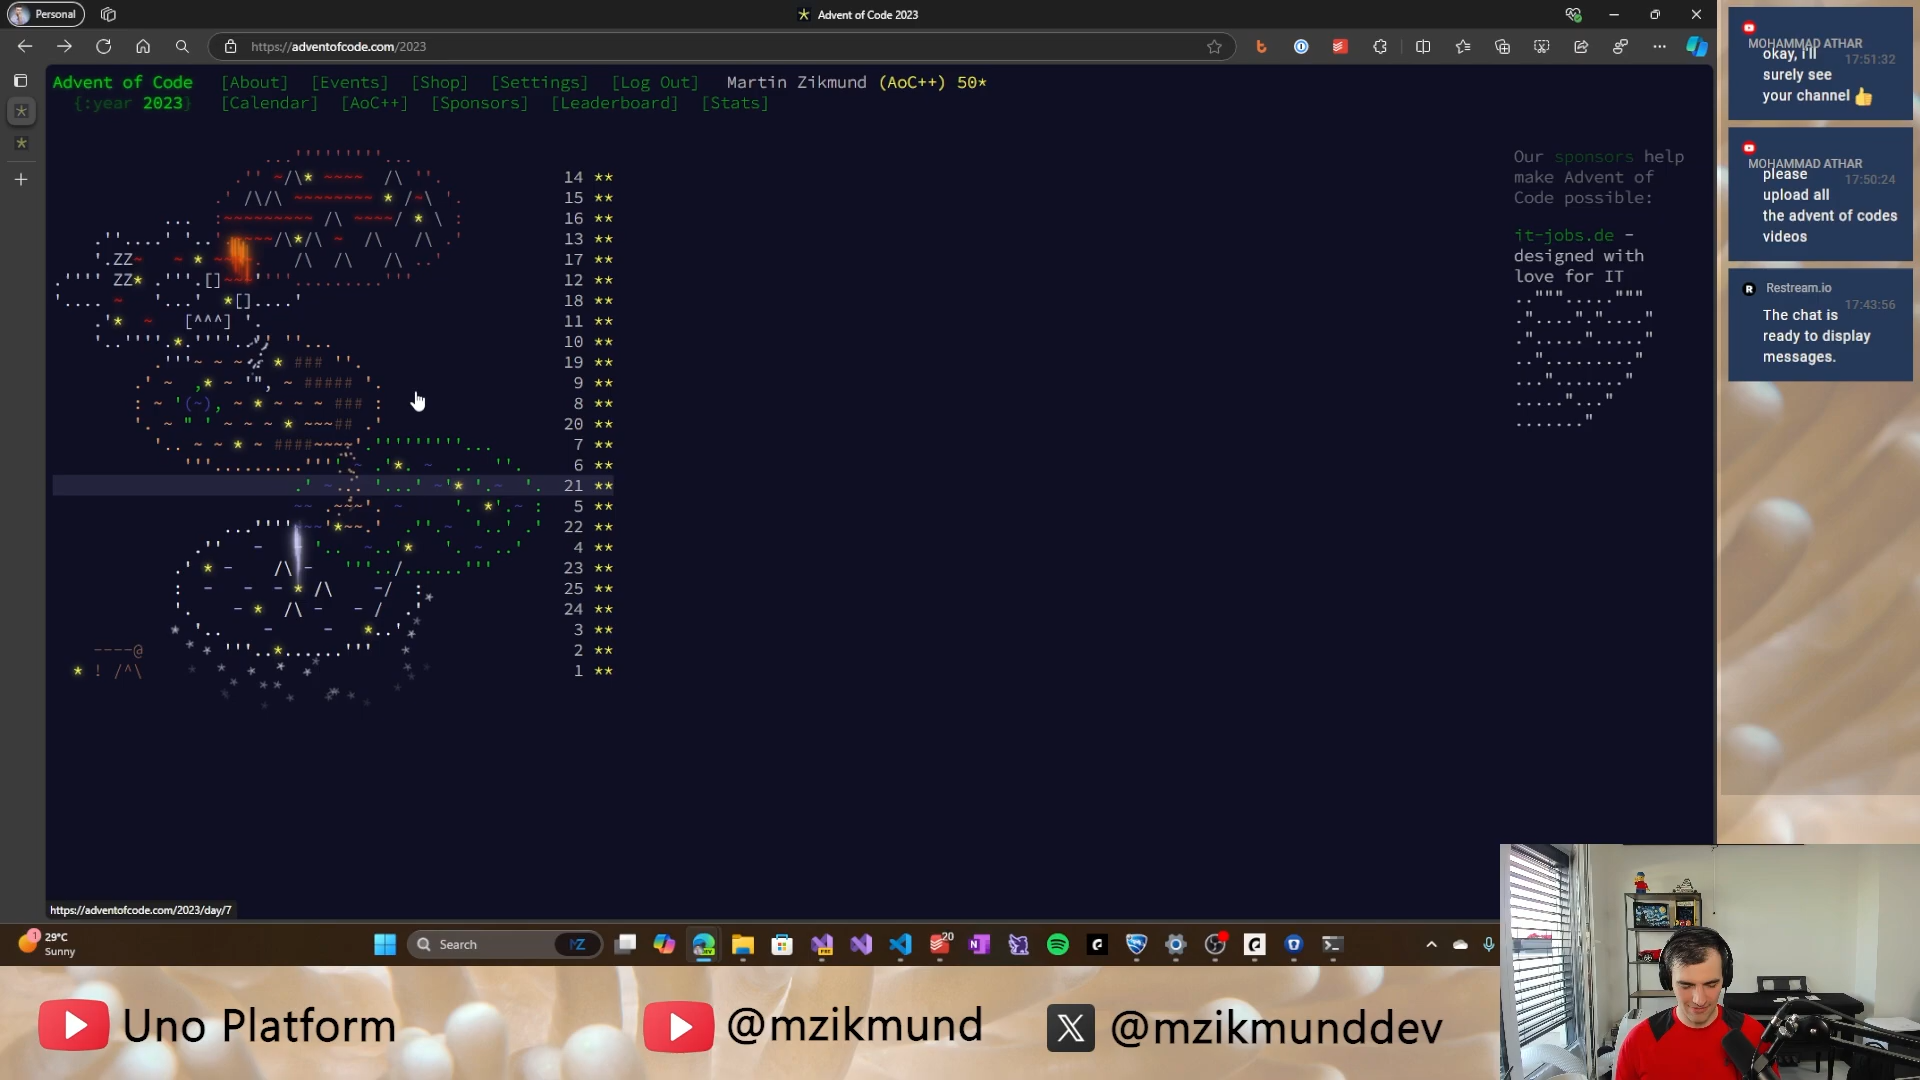 Personal
Advent of Code 2023
https://adventofcode.com/2023
Advent of Code [About] [Events] [Shop] [Settings] [Log Out] Martin Zikmund (AoC++) 50*
{:year 2023} [Calendar] [AoC++] [Sponsors] [Leaderboard] [Stats]
14 **
15 **
16 **
13 **
17 **
12 **
18 **
11 **
10 **
19 **
9 **
8 **
20 **
7 **
6 **
21 **
5 **
22 **
4 **
23 **
25 **
24 **
3 **
2 **
1 **
Our sponsors help
make Advent of
Code possible:
it-jobs.de -
designed with
love for IT
MOHAMMAD ATHAR
17:51:32
okay, i'll
surely see
your channel 👍
MOHAMMAD ATHAR
17:50:24
please
upload all
the advent of codes
videos
Restream.io
17:43:56
The chat is
ready to display
messages.
https://adventofcode.com/2023/day/7
1
29°C
Sunny
Search
MZ
20
Uno Platform
@mzikmund
@mzikmunddev